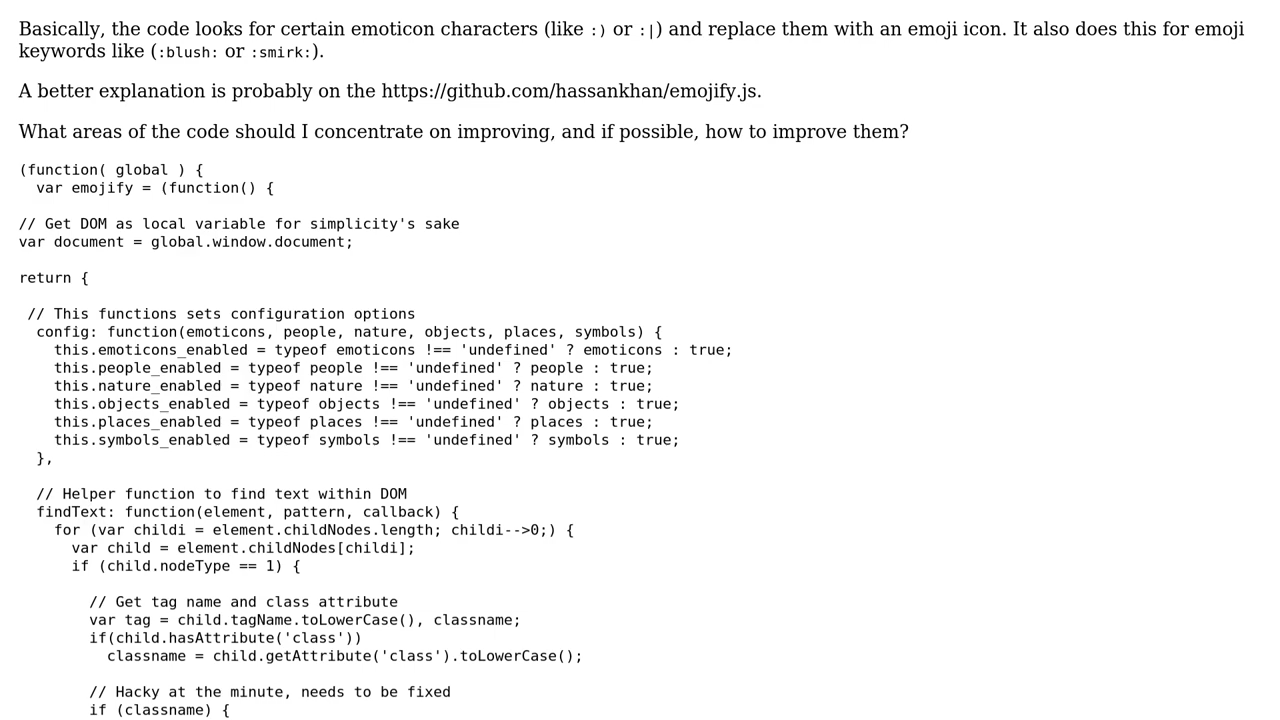 Basically, the code looks for certain emoticon characters (like :) or :|) and replace them with an emoji icon. It also does this for emoji
keywords like (:blush: or :smirk:).
A better explanation is probably on the https://github.com/hassankhan/emojify.js.
What areas of the code should I concentrate on improving, and if possible, how to improve them?
(function( global ) {
  var emojify = (function() {
// Get DOM as local variable for simplicity's sake
var document = global.window.document;
return {
 // This functions sets configuration options
  config: function(emoticons, people, nature, objects, places, symbols) {
    this.emoticons_enabled = typeof emoticons !== 'undefined' ? emoticons : true;
    this.people_enabled = typeof people !== 'undefined' ? people : true;
    this.nature_enabled = typeof nature !== 'undefined' ? nature : true;
    this.objects_enabled = typeof objects !== 'undefined' ? objects : true;
    this.places_enabled = typeof places !== 'undefined' ? places : true;
    this.symbols_enabled = typeof symbols !== 'undefined' ? symbols : true;
  },
  // Helper function to find text within DOM
  findText: function(element, pattern, callback) {
    for (var childi = element.childNodes.length; childi-->0;) {
      var child = element.childNodes[childi];
      if (child.nodeType == 1) {
        // Get tag name and class attribute
        var tag = child.tagName.toLowerCase(), classname;
        if(child.hasAttribute('class'))
          classname = child.getAttribute('class').toLowerCase();
        // Hacky at the minute, needs to be fixed
        if (classname) {